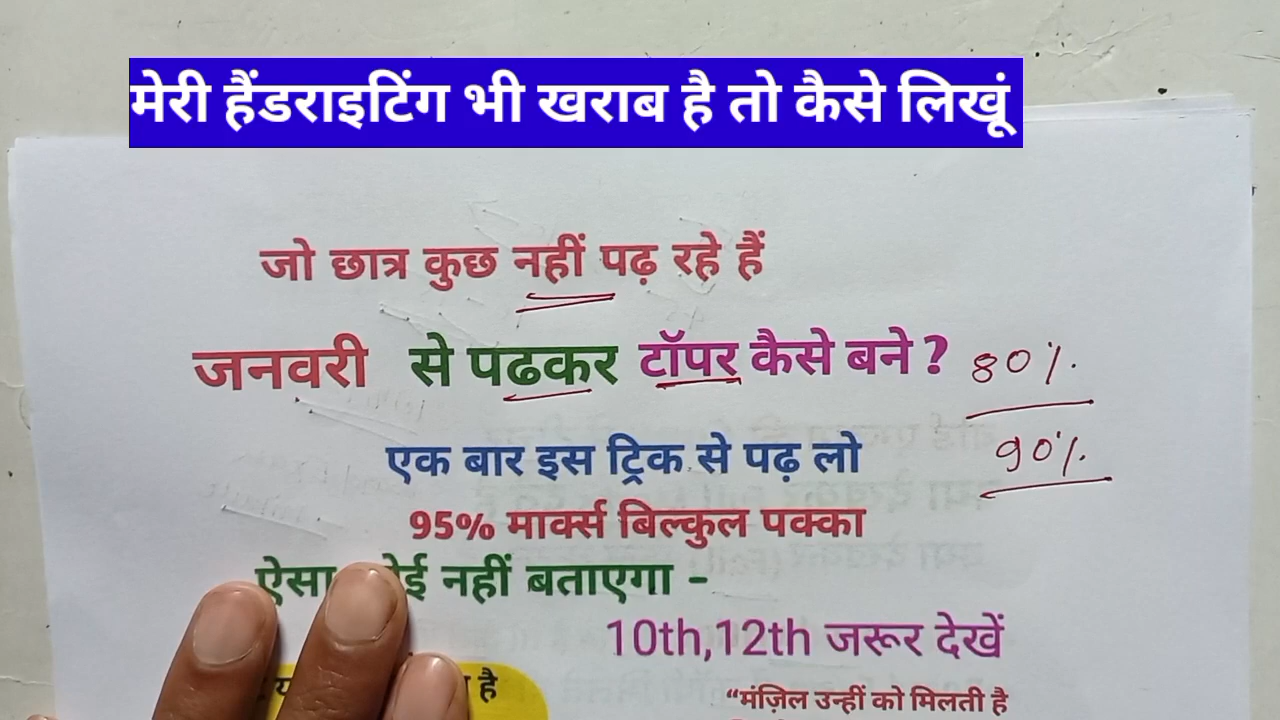 मेरी हैंडराइटिंग भी खराब है तो कैसे लिखूं
जो छात्र कुछ नहीं पढ़ रहे हैं
जनवरी से पढकर टॉपर कैसे बने ? 80%.
90%.
एक बार इस ट्रिक से पढ़ लो
95% मार्क्स बिल्कुल पक्का
ऐसा नहीं बताएगा -
10th,12th जरूर देखें
है
“मंज़िल उन्हीं को मिलती है